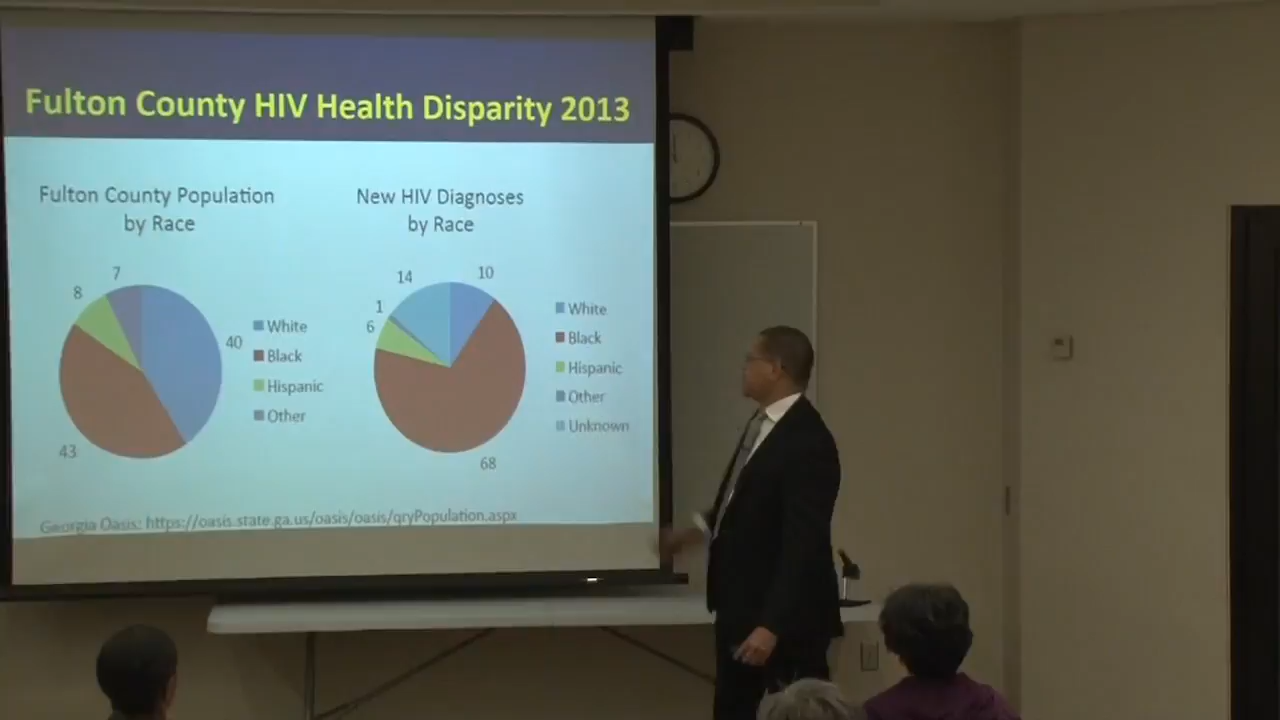 Fulton County HIV Health Disparity 2013
Fulton County Population
by Race
7
8
40
43
White
Black
Hispanic
Other
New HIV Diagnoses
by Race
14
10
1
6
68
White
Black
Hispanic
Other
Unknown
Georgia Oasis: https://oasis.state.ga.us/oasis/oasis/qryPopulation.aspx